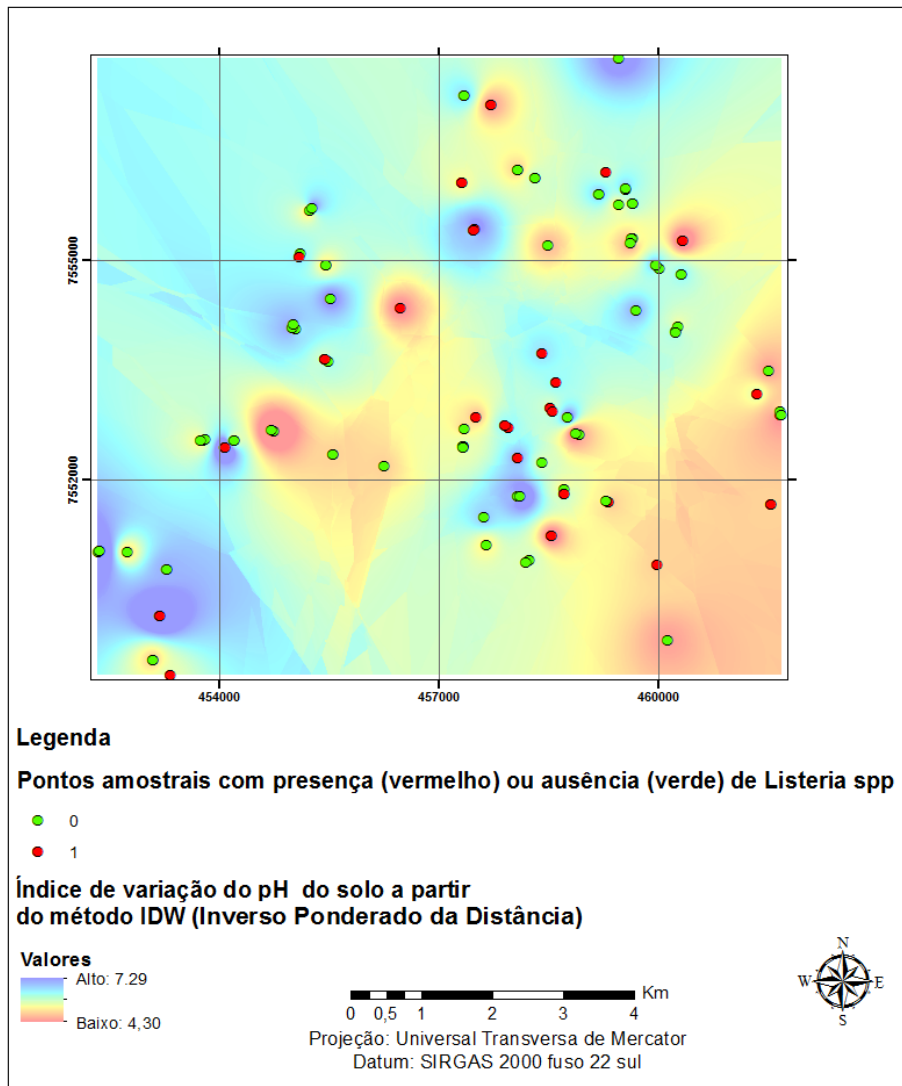 7555000
7552000
454000 457000 460000
Legenda
Pontos amostrais com presença (vermelho) ou ausência (verde) de Listeria spp
0
1
Índice de variação do pH do solo a partir
do método IDW (Inverso Ponderado da Distância)
Valores
Alto: 7.29
Baixo: 4,30
Km
0 0,5 1 2 3 4
Projeção: Universal Transversa de Mercator
Datum: SIRGAS 2000 fuso 22 sul
N
W E
S